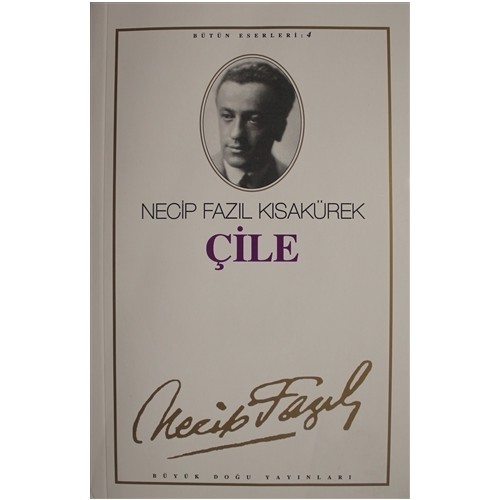 BÜTÜN ESERLERİ: 4
NECİP FAZIL KISAKÜREK
ÇİLE
Necip Fazıl
BÜYÜK DOĞU YAYINLARI